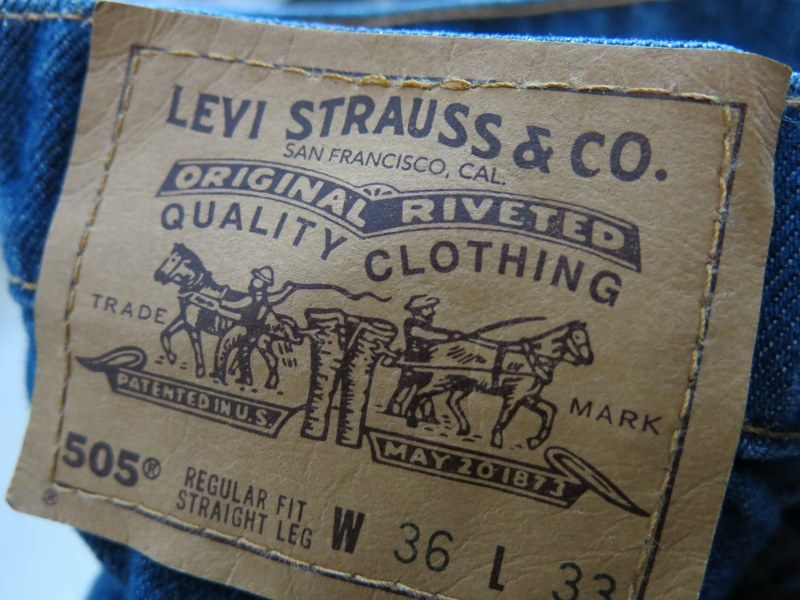 LEVI STRAUSS & CO.
SAN FRANCISCO, CAL.
ORIGINAL RIVETED
QUALITY CLOTHING
TRADE MARK
PATENTED IN U.S. MAY 20 1873
505®
REGULAR FIT
STRAIGHT LEG
W 36 L 33
®